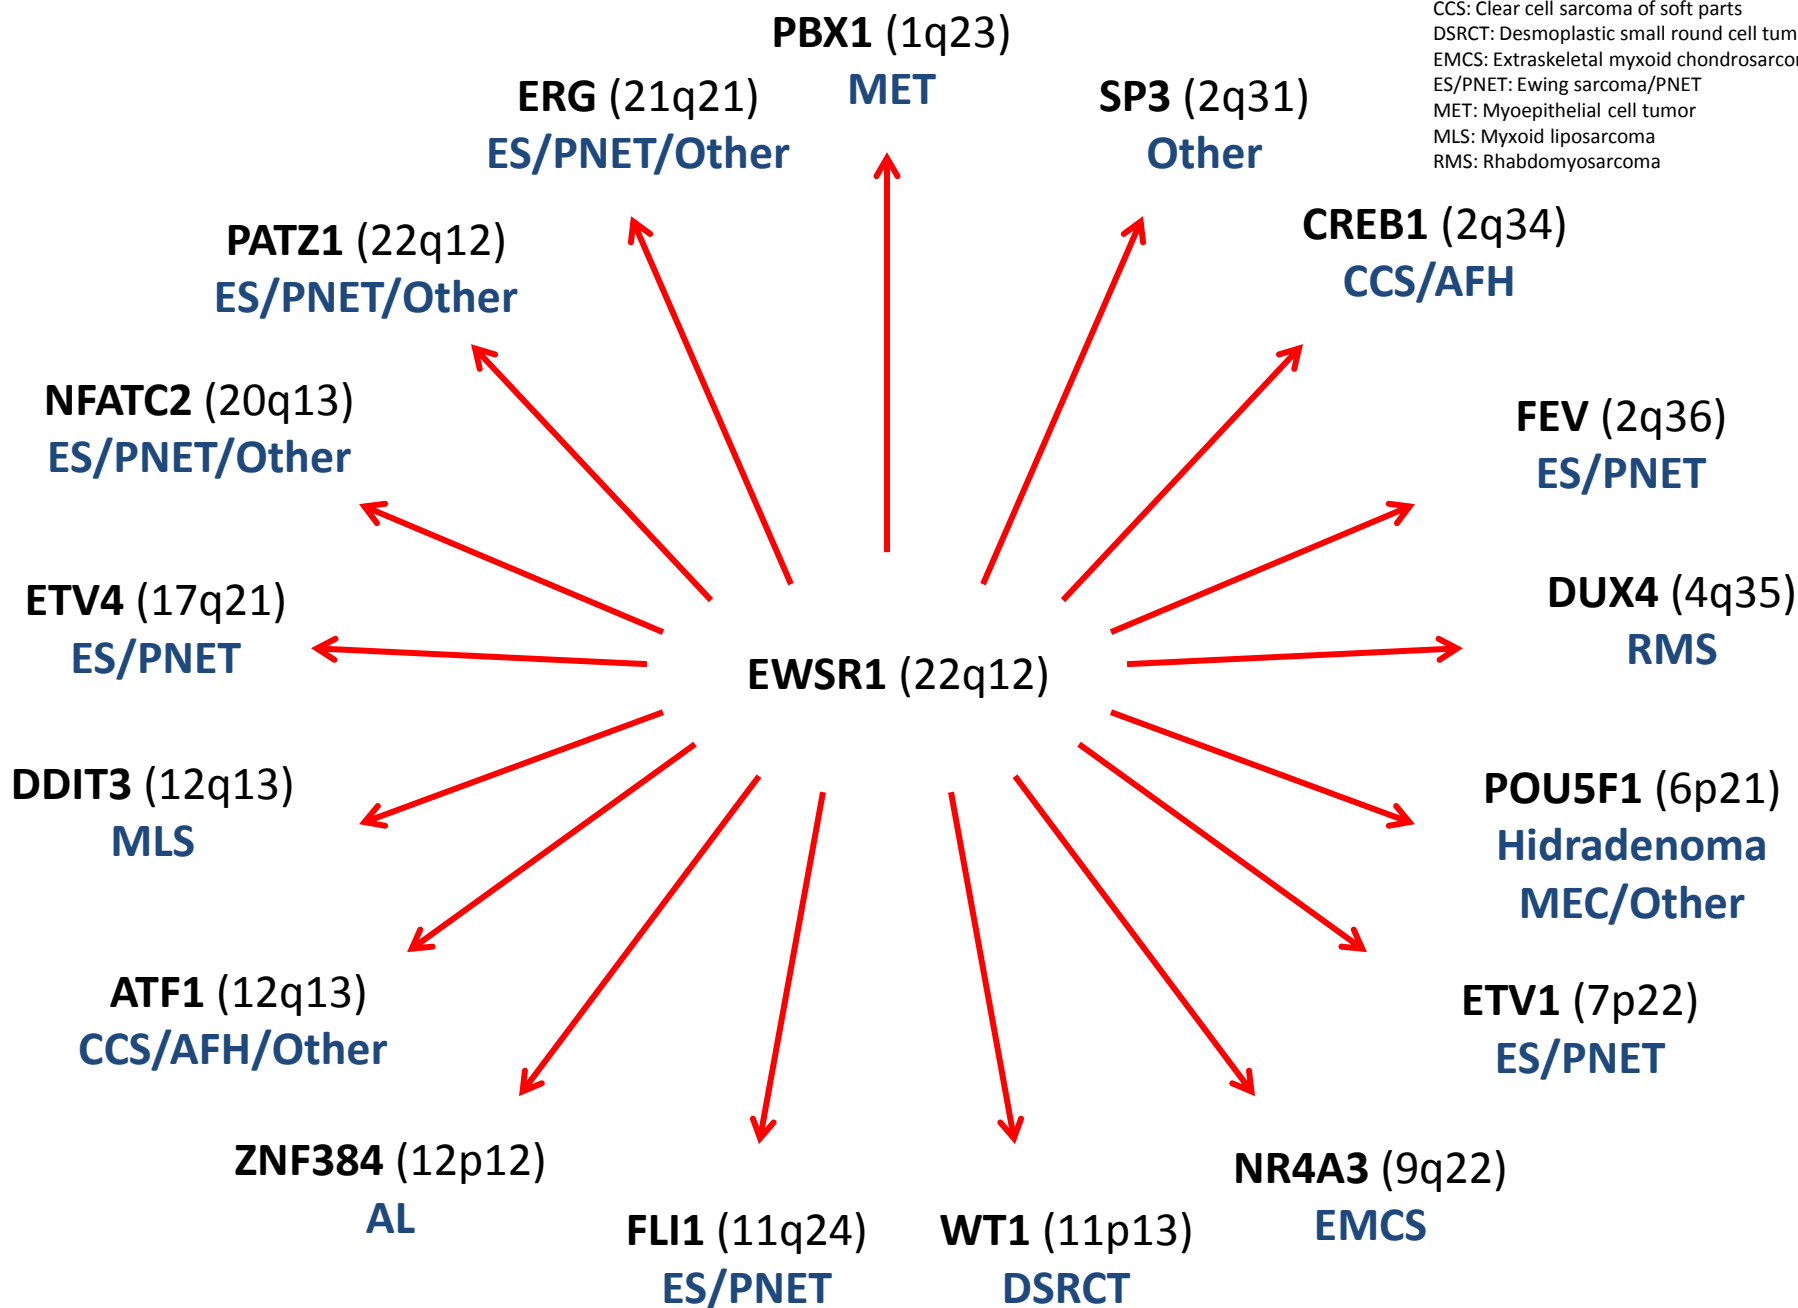 CCS: Clear cell sarcoma of soft parts
DSRCT: Desmoplastic small round cell
EMCS: Extraskeletal myxoid
ES/PNET: Ewing sarcoma/PNET
MET: Myoepithelial cell tumor
MLS: Myxoid liposarcoma
RMS: Rhabdomyosarcoma
PBX1 (1q23)
MET
ERG (21q21)
ES/PNET/Other
SP3 (2q31)
Other
PATZ1 (22q12)
ES/PNET/Other
CREB1 (2q34)
CCS/AFH
NFATC2 (20q13)
ES/PNET/Other
FEV (2q36)
ES/PNET
ETV4 (17q21)
ES/PNET
DUX4 (4q35)
RMS
EWSR1 (22q12)
DDIT3 (12q13)
MLS
POU5F1 (6p21)
Hidradenoma
MEC/Other
ATF1 (12q13)
CCS/AFH/Other
ETV1 (7p22)
ES/PNET
ZNF384 (12p12)
AL
FLI1 (11q24)
ES/PNET
WT1 (11p13)
DSRCT
NR4A3 (9q22)
EMCS